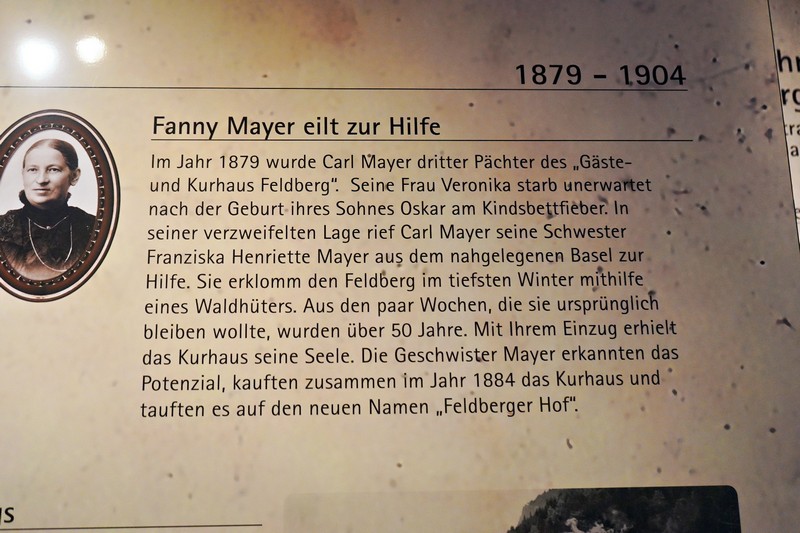 1879 – 1904
Fanny Mayer eilt zur Hilfe
Im Jahr 1879 wurde Carl Mayer dritter Pächter des „Gäste-
und Kurhaus Feldberg“. Seine Frau Veronika starb unerwartet
nach der Geburt ihres Sohnes Oskar am Kindsbettfieber. In
seiner verzweifelten Lage rief Carl Mayer seine Schwester
Franziska Henriette Mayer aus dem nahgelegenen Basel zur
Hilfe. Sie erklomm den Feldberg im tiefsten Winter mithilfe
eines Waldhüters. Aus den paar Wochen, die sie ursprünglich
bleiben wollte, wurden über 50 Jahre. Mit Ihrem Einzug erhielt
das Kurhaus seine Seele. Die Geschwister Mayer erkannten das
Potenzial, kauften zusammen im Jahr 1884 das Kurhaus und
tauften es auf den neuen Namen „Feldberger Hof“.